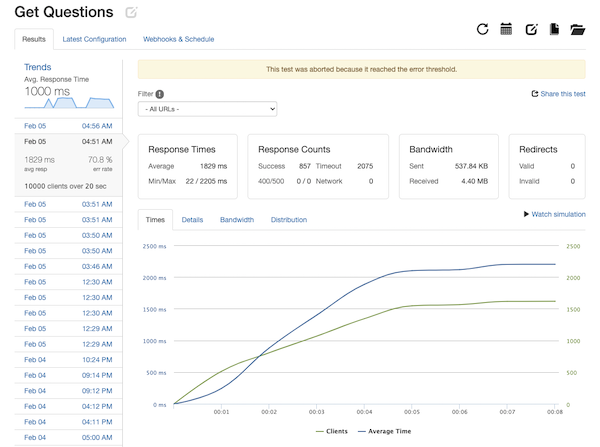 Get Questions
Results Latest Configuration Webhooks & Schedule
Trends
Avg. Response Time
1000 ms
Feb 05 04:56 AM
Feb 05 04:51 AM
1829 ms 70.8 %
avg resp err rate
10000 clients over 20 sec
Feb 05 03:51 AM
Feb 05 03:51 AM
Feb 05 03:50 AM
Feb 05 03:50 AM
Feb 05 03:46 AM
Feb 05 12:30 AM
Feb 05 12:30 AM
Feb 05 12:30 AM
Feb 05 12:29 AM
Feb 05 12:29 AM
Feb 04 10:24 PM
Feb 04 09:14 PM
Feb 04 09:12 PM
Feb 04 04:12 PM
Feb 04 04:11 PM
Feb 04 05:00 AM
This test was aborted because it reached the error threshold.
Filter
Share this test
- All URLs -
Response Times
Average 1829 ms
Min/Max 22 / 2205 ms
Response Counts
Success 857 Timeout 2075
400/500 0 / 0 Network 0
Bandwidth
Sent 537.84 KB
Received 4.40 MB
Redirects
Valid 0
Invalid 0
Times Details Bandwidth Distribution
Watch simulation
2500 ms 2500
2000 ms 2000
1500 ms 1500
1000 ms 1000
500 ms 500
0 ms 0
00:01 00:02 00:03 00:04 00:05 00:06 00:07 00:08
Clients Average Time